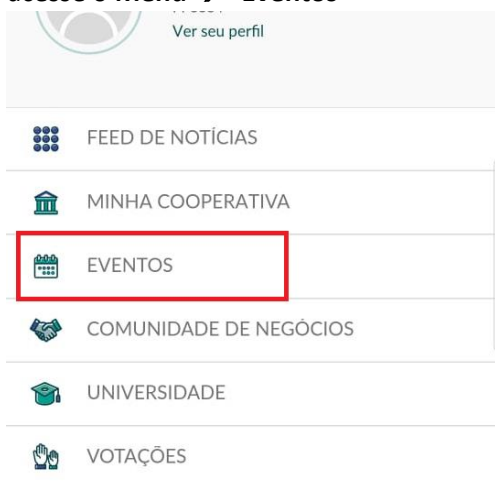 Ver seu perfil
FEED DE NOTÍCIAS
MINHA COOPERATIVA
EVENTOS
COMUNIDADE DE NEGÓCIOS
UNIVERSIDADE
VOTAÇÕES